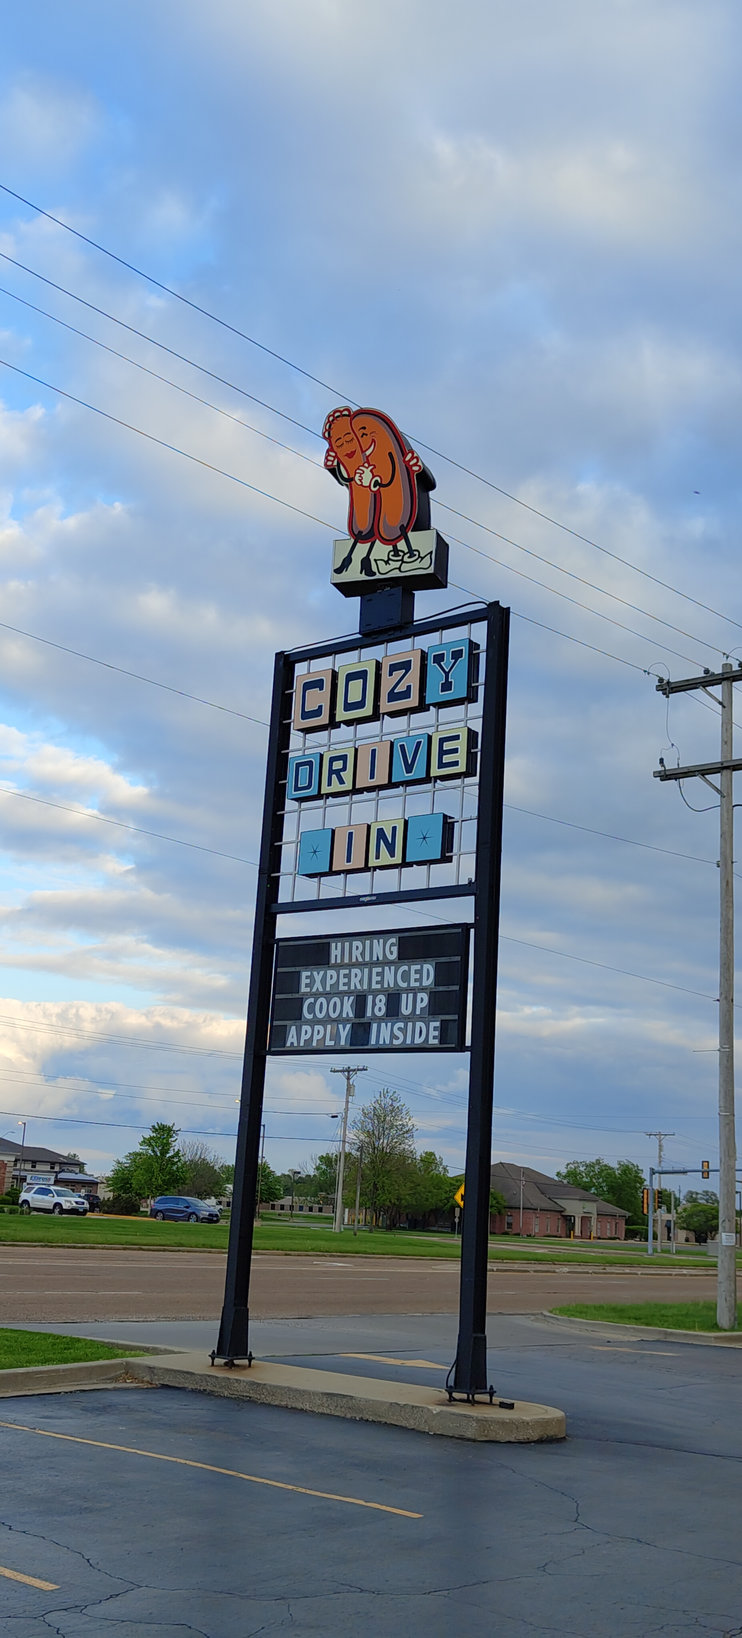 COZY
DRIVE
IN
HIRING
EXPERIENCED
COOK 18 UP
APPLY INSIDE